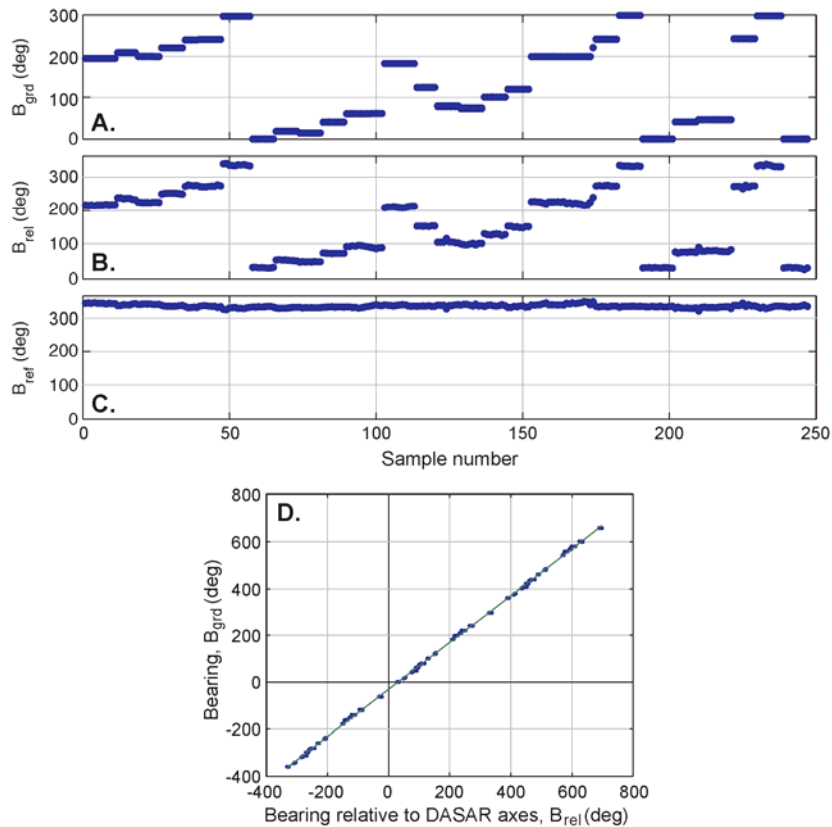 300
200
100
0
B_grd (deg)
A.
300
200
100
0
B_rel (deg)
B.
300
200
100
0
B_ref (deg)
C.
0 50 100 150 200 250
Sample number
D.
800
600
400
200
0
-200
-400
Bearing, B_grd (deg)
-400 -200 0 200 400 600 800
Bearing relative to DASAR axes, B_rel (deg)